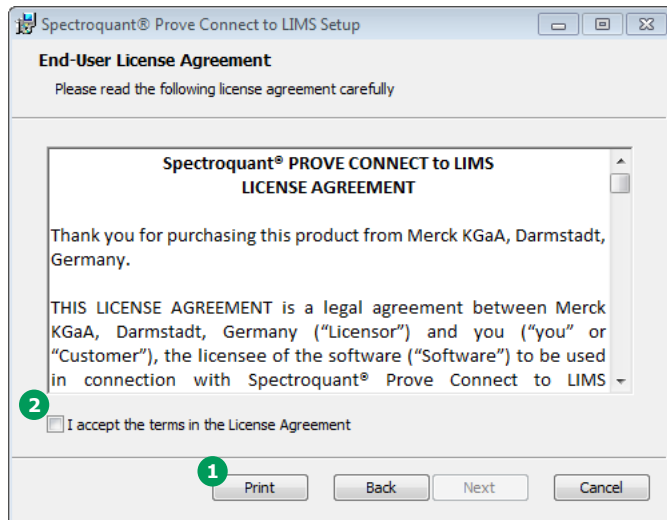 Spectroquant® Prove Connect to LIMS Setup
End-User License Agreement
Please read the following license agreement carefully
Spectroquant® PROVE CONNECT to LIMS
LICENSE AGREEMENT
Thank you for purchasing this product from Merck KGaA, Darmstadt,
Germany.
THIS LICENSE AGREEMENT is a legal agreement between Merck
KGaA, Darmstadt, Germany (“Licensor”) and you (“you” or
“Customer”), the licensee of the software (“Software”) to be used
in connection with Spectroquant® Prove Connect to LIMS
2
I accept the terms in the License Agreement
1
Print Back Next Cancel